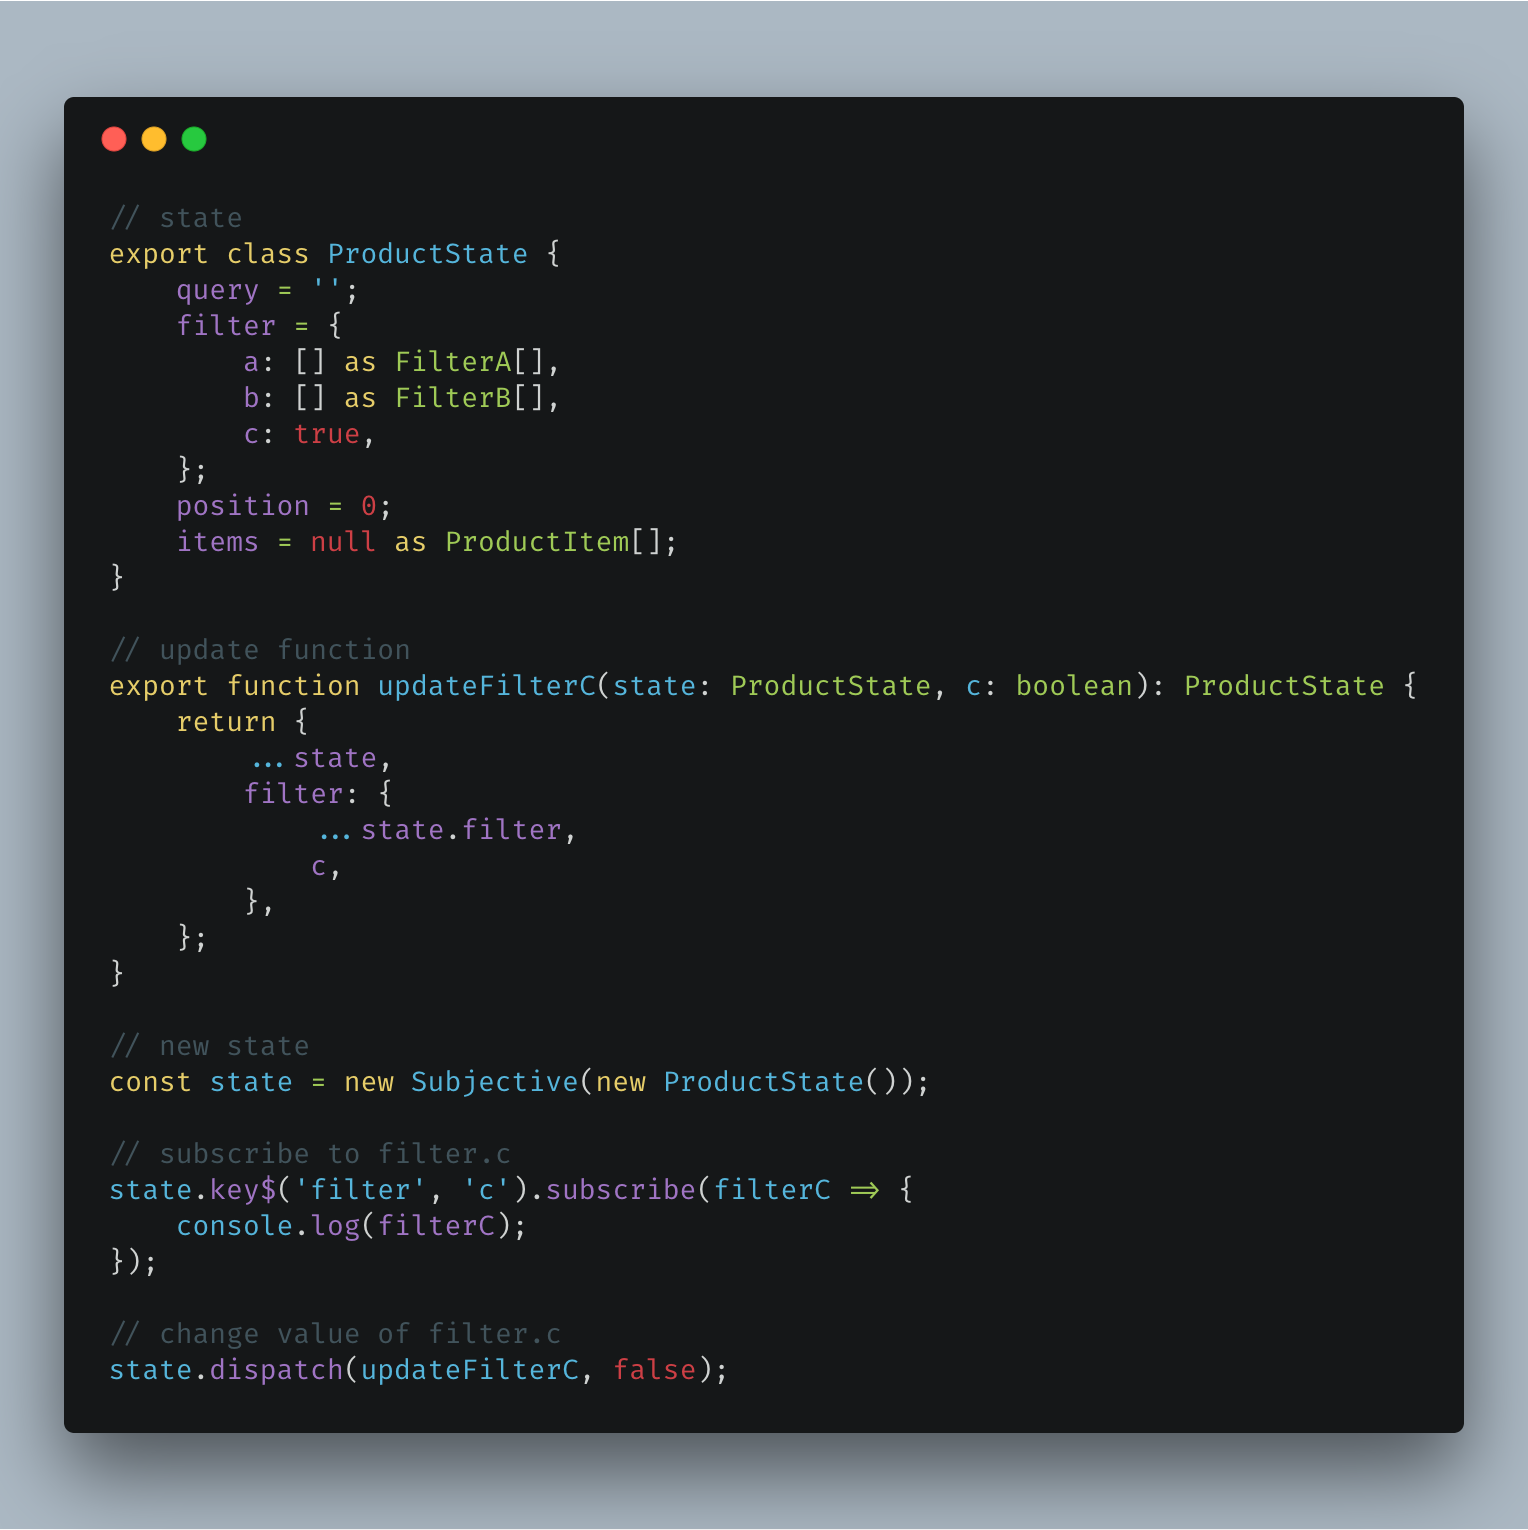 // state
export class ProductState {
    query = '';
    filter = {
        a: [] as FilterA[],
        b: [] as FilterB[],
        c: true,
    };
    position = 0;
    items = null as ProductItem[];
}

// update function
export function updateFilterC(state: ProductState, c: boolean): ProductState {
    return {
        ...state,
        filter: {
            ...state.filter,
            c,
        },
    };
}

// new state
const state = new Subjective(new ProductState());

// subscribe to filter.c
state.key$('filter', 'c').subscribe(filterC => {
    console.log(filterC);
});

// change value of filter.c
state.dispatch(updateFilterC, false);